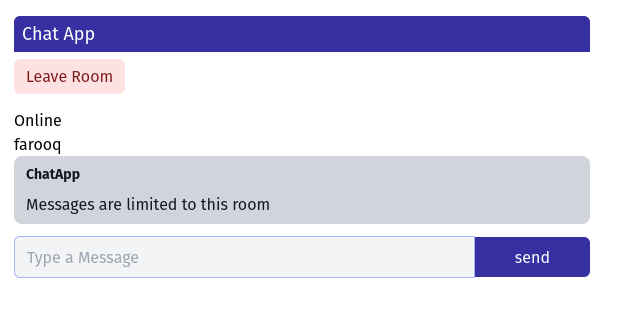 Chat App
Leave Room
Online
farooq
ChatApp
Messages are limited to this room
Type a Message
send